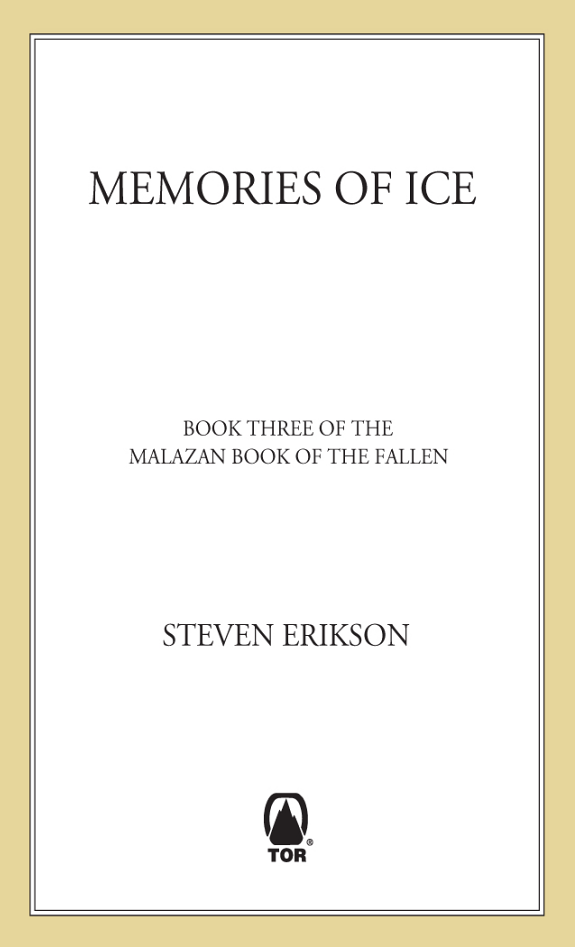 MEMORIES OF ICE
BOOK THREE OF THE
MALAZAN BOOK OF THE FALLEN
STEVEN ERIKSON
®
TOR